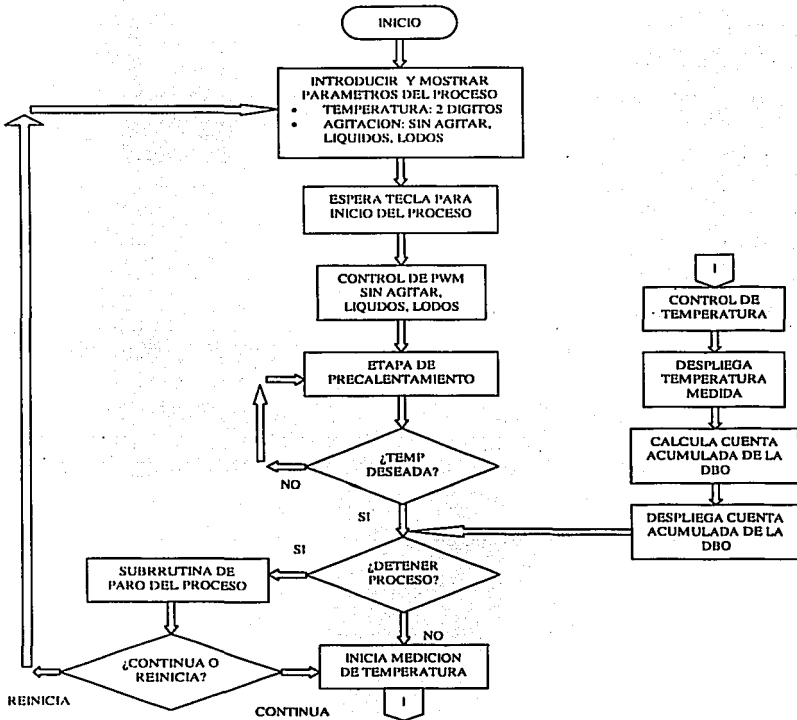 INICIO
INTRODUCIR Y MOSTRAR
PARAMETROS DEL PROCESO
• TEMPERATURA: 2 DIGITOS
• AGITACION: SIN AGITAR,
LIQUIDOS, LODOS
ESPERA TECLA PARA
INICIO DEL PROCESO
CONTROL DE PWM
SIN AGITAR,
LIQUIDOS, LODOS
ETAPA DE
PRECALENTAMIENTO
¿TEMP
DESEADA?
NO
SI
¿DETENER
PROCESO?
SI
NO
SUBRRUTINA DE
PARO DEL PROCESO
¿CONTINUA O
REINICIA?
REINICIA
CONTINUA
INICIA MEDICION
DE TEMPERATURA
1
1
CONTROL DE
TEMPERATURA
DESPLIEGA
TEMPERATURA
MEDIDA
CALCULA CUENTA
ACUMULADA DE LA
DBO
DESPLIEGA CUENTA
ACUMULADA DE LA
DBO